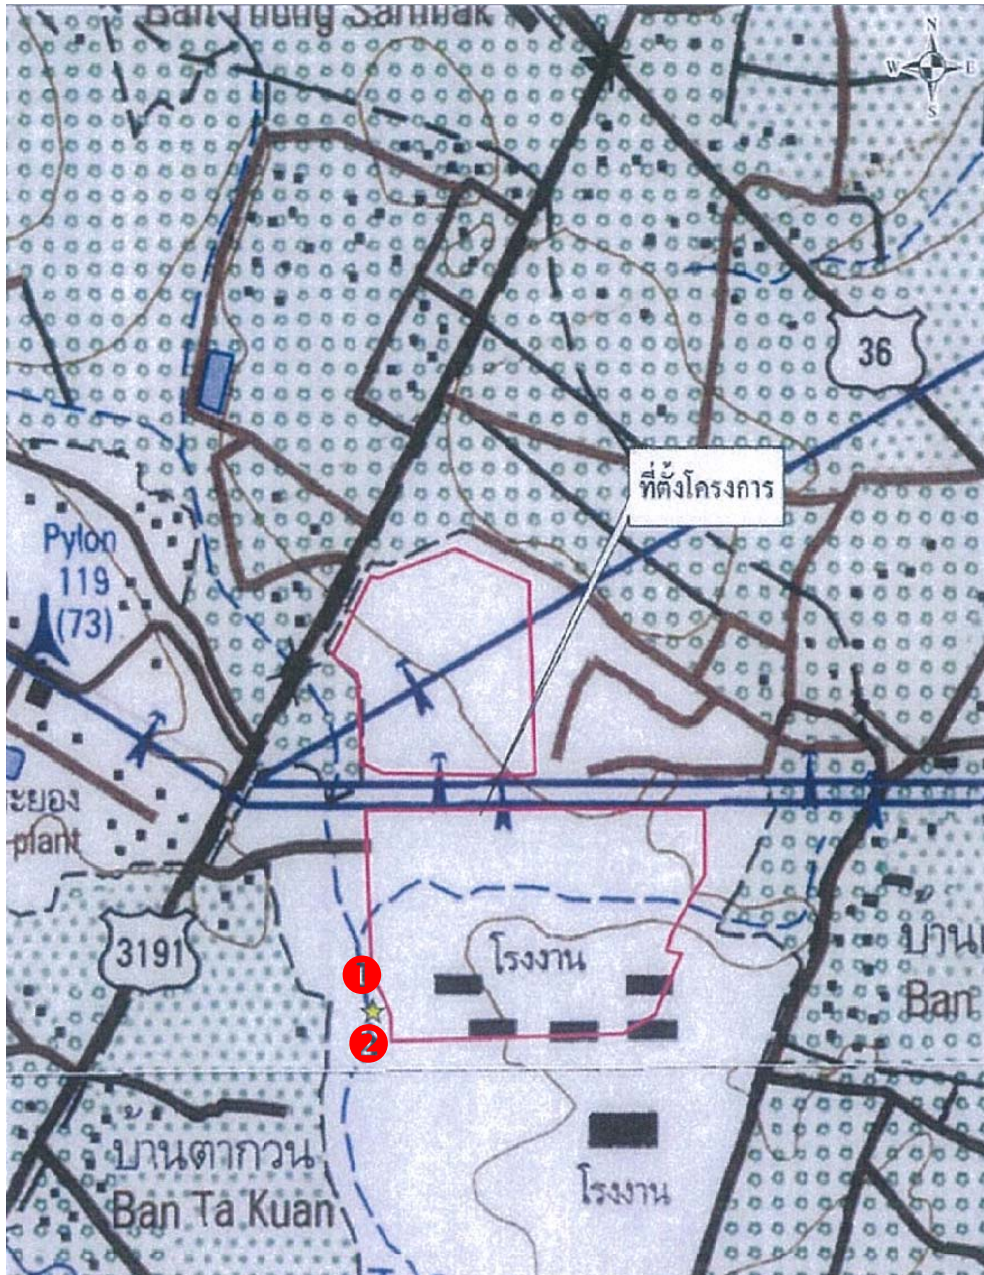 Ban Thung Samnak
N
W E
S
36
ที่ตั้งโครงการ
Pylon
119
(73)
ะยอง
plant
3191
โรงงาน
บ้าน
Ban
1
2
บ้านตากวน
Ban Ta Kuan
โรงงาน